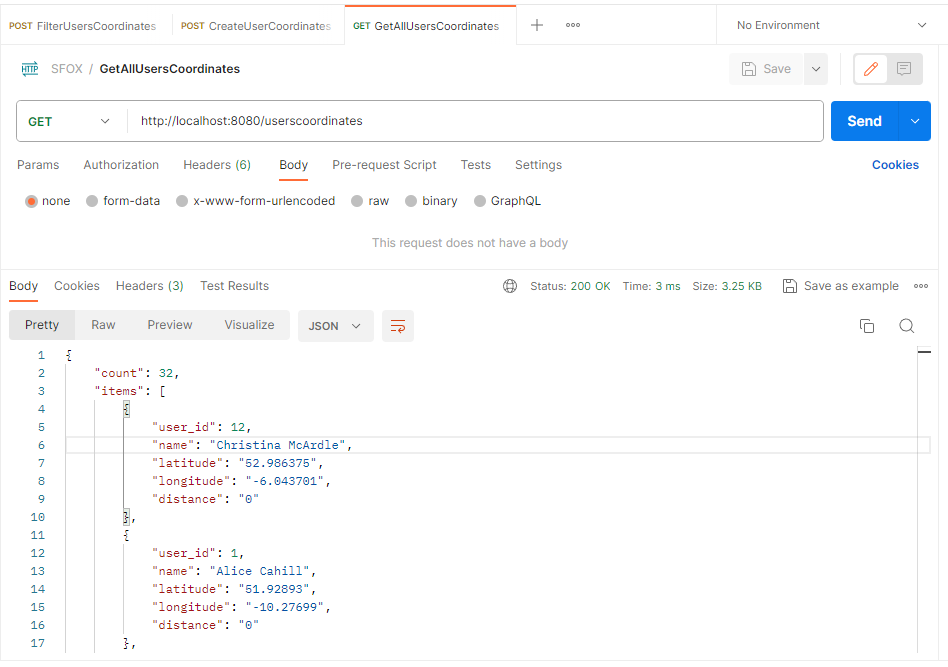 POST FilterUsersCoordinates POST CreateUserCoordinates GET GetAllUsersCoordinates No Environment
HTTP SFOX / GetAllUsersCoordinates Save
GET http://localhost:8080/userscoordinates Send
Params Authorization Headers (6) Body Pre-request Script Tests Settings Cookies
none form-data x-www-form-urlencoded raw binary GraphQL
This request does not have a body
Body Cookies Headers (3) Test Results Status: 200 OK Time: 3 ms Size: 3.25 KB Save as example
Pretty Raw Preview Visualize JSON
1 {
2 "count": 32,
3 "items": [
4 {
5 "user_id": 12,
6 "name": "Christina McArdle",
7 "latitude": "52.986375",
8 "longitude": "-6.043701",
9 "distance": "0"
10 },
11 {
12 "user_id": 1,
13 "name": "Alice Cahill",
14 "latitude": "51.92893",
15 "longitude": "-10.27699",
16 "distance": "0"
17 },